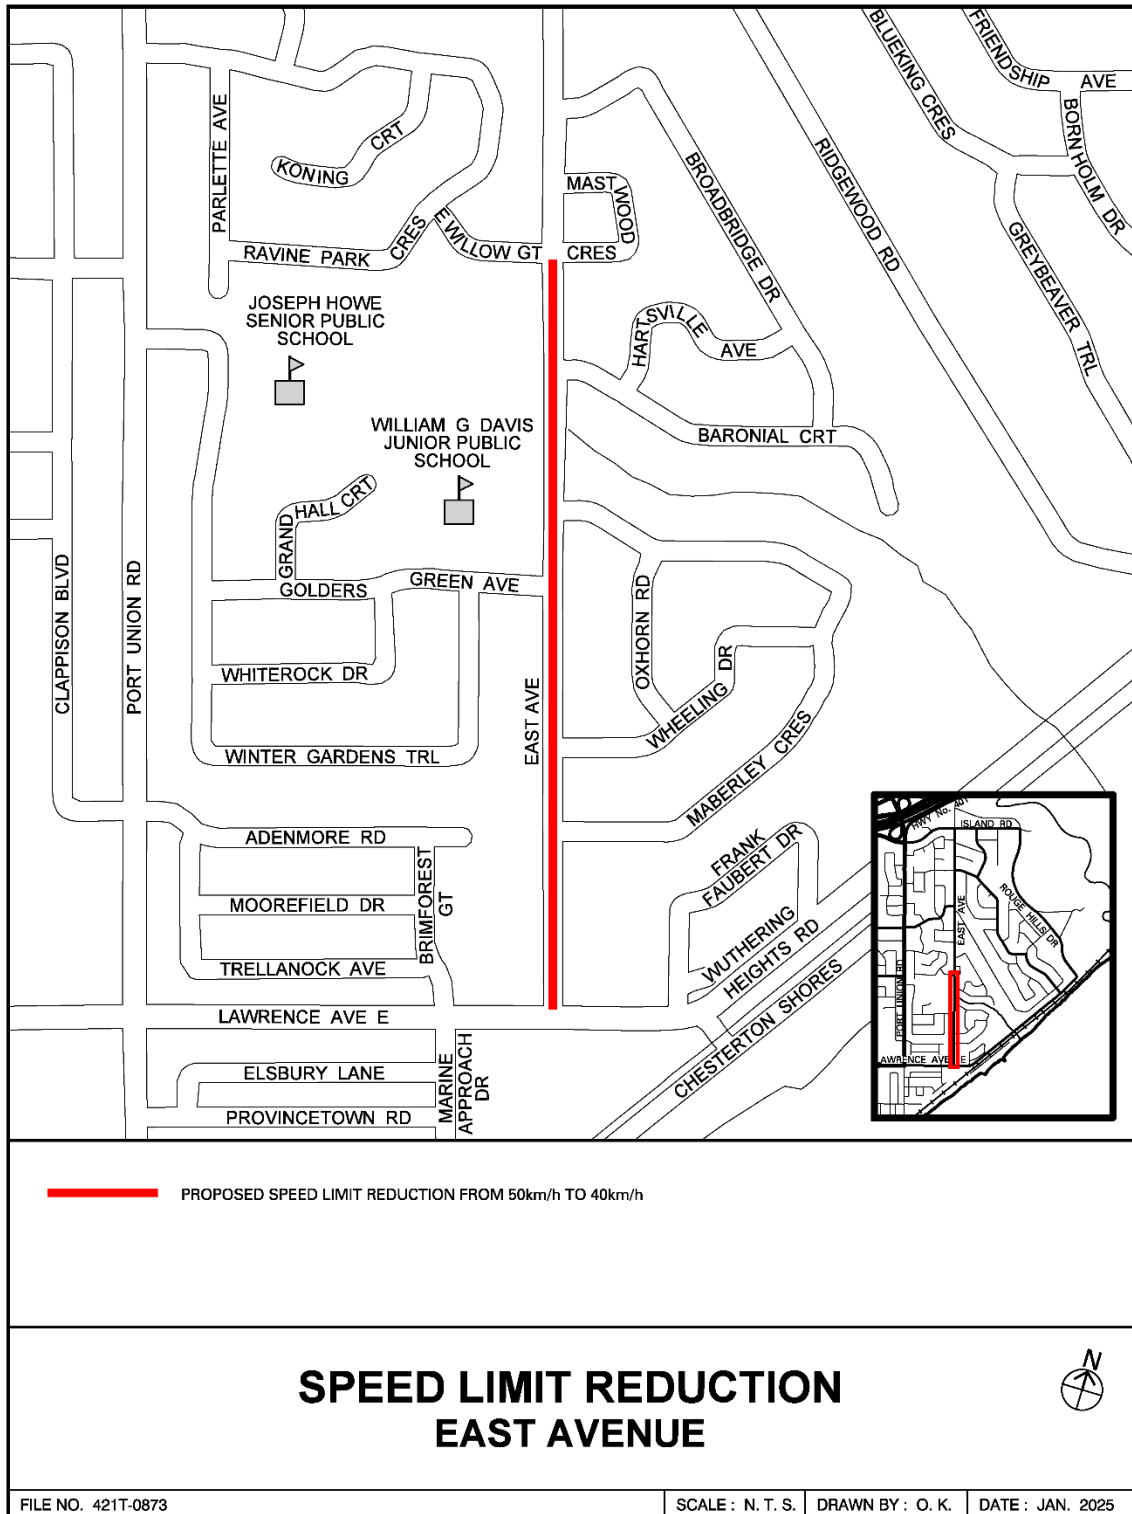 BLUEKING CRES
FRIENDSHIP AVE
BORNHOLM DR
PARLETTE AVE
KONING CRT
MASTWOOD CRES
BROADBRIDGE DR
RIDGEWOOD RD
GREYBEAVER TRL
RAVINE PARK CRES
E WILLOW GT
JOSEPH HOWE
SENIOR PUBLIC
SCHOOL
HARTSVILLE AVE
WILLIAM G DAVIS
JUNIOR PUBLIC
SCHOOL
BARONIAL CRT
GRAND HALL CRT
GOLDERS GREEN AVE
CLAPPISON BLVD
PORT UNION RD
OXHORN RD
WHITEROCK DR
EAST AVE
WHEELING DR
WINTER GARDENS TRL
MABERLEY CRES
ADENMORE RD
FRANK
FAUBERT DR
BRIMFOREST
GT
MOOREFIELD DR
WUTHERING
HEIGHTS RD
TRELLANOCK AVE
CHESTERTON SHORES
LAWRENCE AVE E
ELSBURY LANE
MARINE
APPROACH
DR
PROVINCETOWN RD
HWY No. 401
ISLAND RD
ROUGE HILLS DR
EAST AVE
PORT UNION RD
AWRENCE AVE E
PROPOSED SPEED LIMIT REDUCTION FROM 50km/h TO 40km/h
SPEED LIMIT REDUCTION
EAST AVENUE
N
FILE NO. 421T-0873
SCALE : N. T. S.
DRAWN BY : O. K.
DATE : JAN. 2025